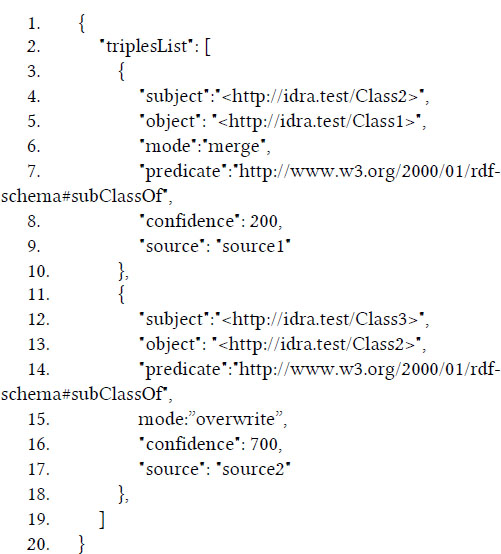 1. {
2. "triplesList": [
3. {
4. "subject":"<http://idra.test/Class2>",
5. "object": "<http://idra.test/Class1>",
6. "mode":"merge",
7. "predicate":"http://www.w3.org/2000/01/rdf-
schema#subClassOf",
8. "confidence": 200,
9. "source": "source1"
10. },
11. {
12. "subject":"<http://idra.test/Class3>",
13. "object": "<http://idra.test/Class2>",
14. "predicate":"http://www.w3.org/2000/01/rdf-
schema#subClassOf",
15. mode:”overwrite”,
16. "confidence": 700,
17. "source": "source2"
18. },
19. ]
20. }